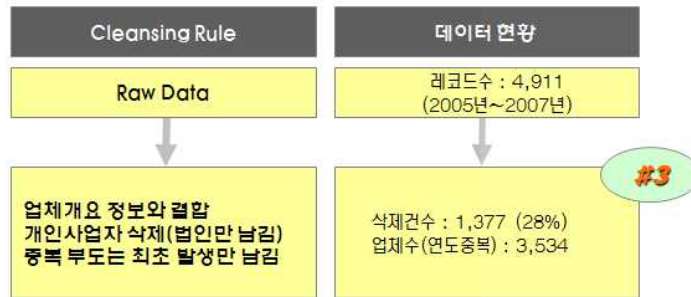 Cleansing Rule
데이터 현황
Raw Data
레코드수 : 4,911
(2005년~2007년)
#3
업체개요 정보와 결합
개인사업자 삭제(법인만 남김)
중복 부도는 최초 발생만 남김
삭제건수 : 1,377 (28%)
업체수(연도중복) : 3,534